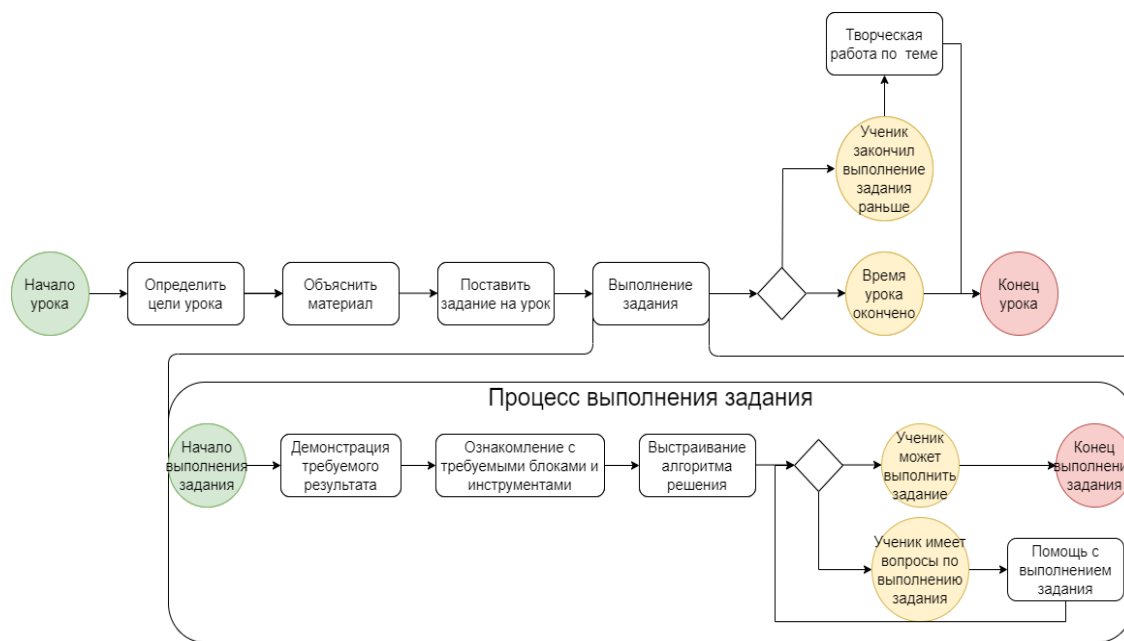 Творческая
работа по теме
Ученик
закончил
выполнение
задания
раньше
Начало
урока
Определить
цели урока
Объяснить
материал
Поставить
задание на урок
Выполнение
задания
Время
урока
окончено
Конец
урока
Процесс выполнения задания
Начало
выполнения
задания
Демонстрация
требуемого
результата
Ознакомление с
требуемыми блоками и
инструментами
Выстраивание
алгоритма
решения
Ученик
может
выполнить
задание
Конец
выполнени
задания
Ученик имеет
вопросы по
выполнению
задания
Помощь с
выполнением
задания